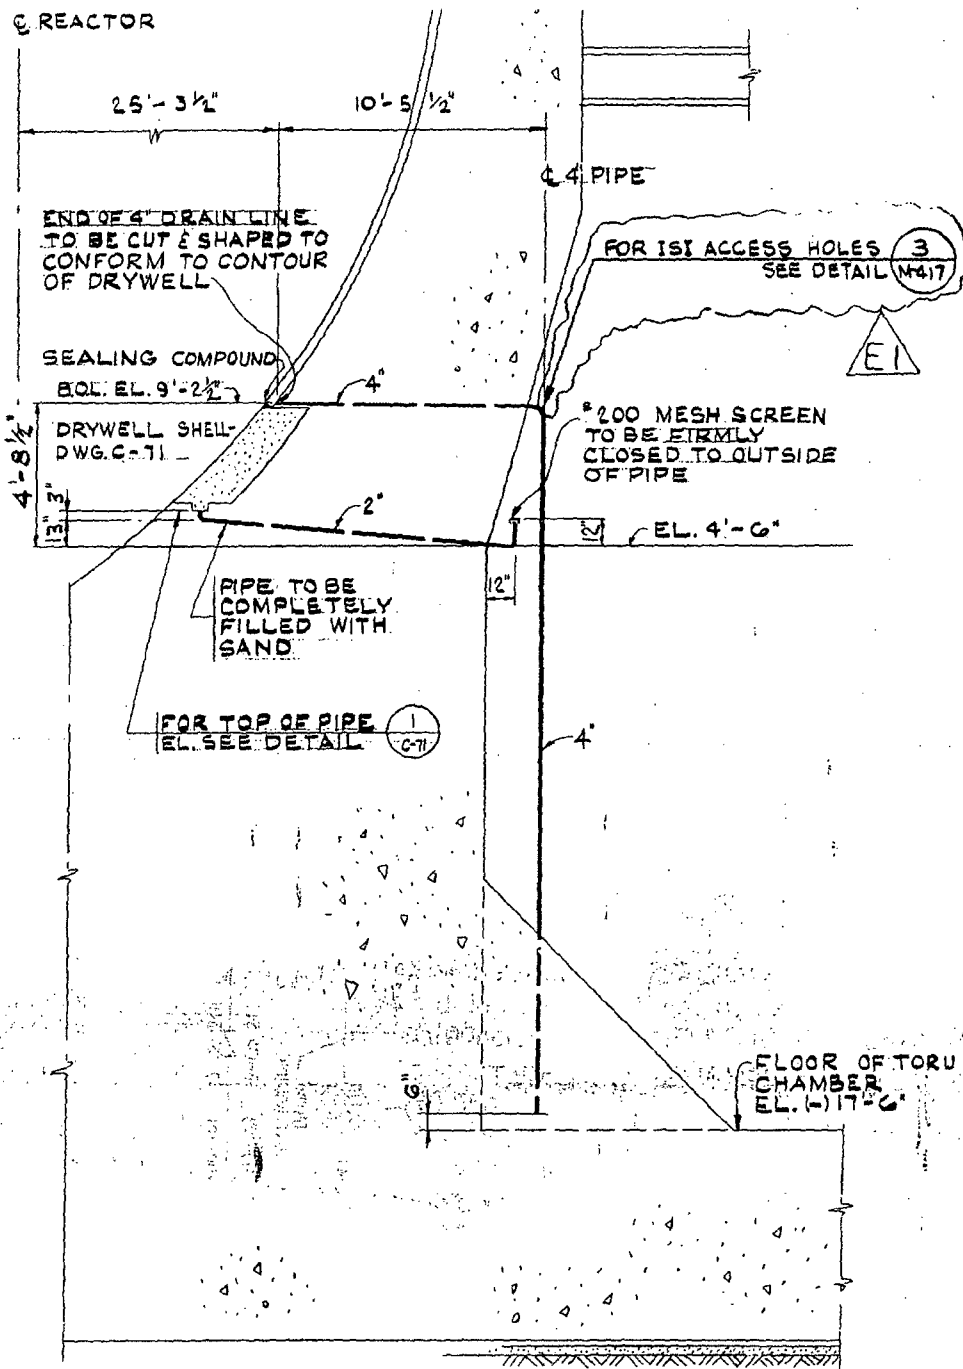 ℄ REACTOR
25'-3½"
10'-5½"
℄ 4" PIPE
END OF 4" DRAIN LINE
TO BE CUT & SHAPED TO
CONFORM TO CONTOUR
OF DRYWELL
FOR ISI ACCESS HOLES
SEE DETAIL
3
M417
E1
SEALING COMPOUND
B.O.L. EL. 9'-2½"
4"
DRYWELL SHELL-
DWG. C-71
4'-8½"
3"
13"
2"
#200 MESH SCREEN
TO BE FIRMLY
CLOSED TO OUTSIDE
OF PIPE
12"
EL. 4'-6"
12"
PIPE TO BE
COMPLETELY
FILLED WITH
SAND
FOR TOP OF PIPE
EL. SEE DETAIL
1
C-71
4"
6"
FLOOR OF TORU
CHAMBER
EL. (-) 17'-6"